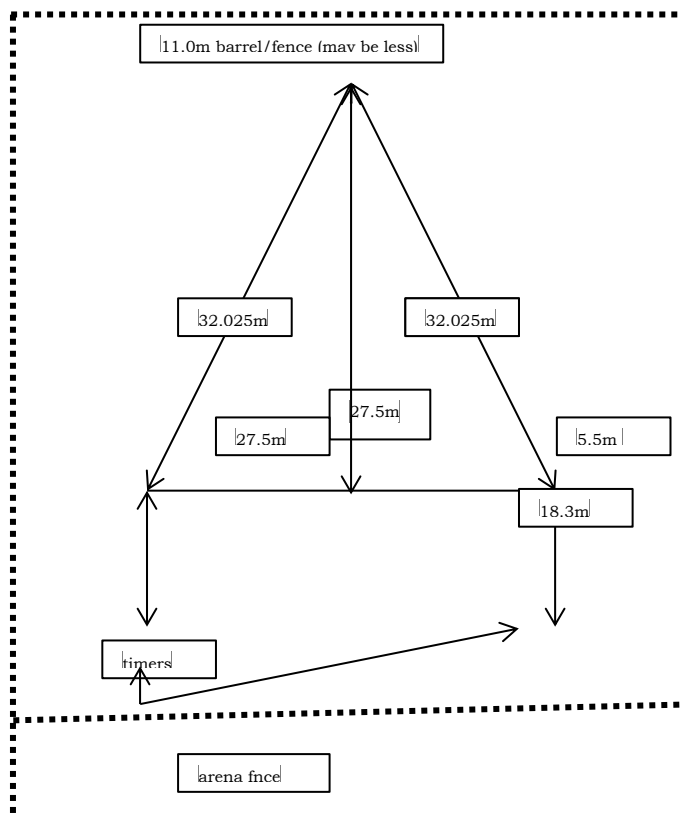 11.0m barrel/fence (may be less)
32.025m
32.025m
27.5m
27.5m
5.5m
18.3m
timers
arena fnce